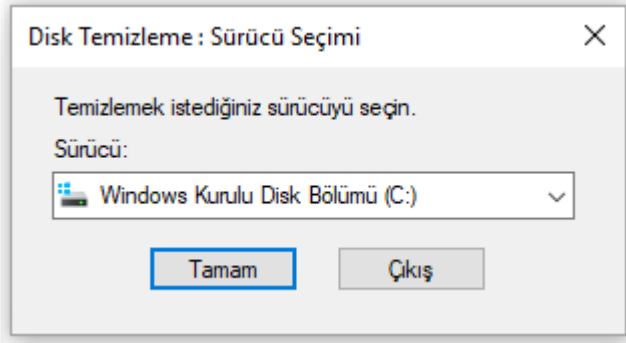 Disk Temizleme : Sürücü Seçimi
Temizlemek istediğiniz sürücüyü seçin.
Sürücü:
Windows Kurulu Disk Bölümü (C:)
Tamam
Çıkış